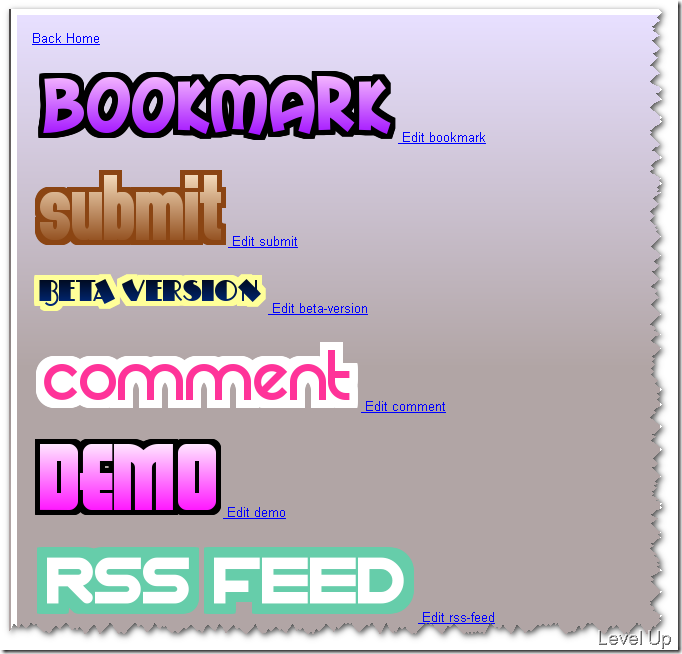 Back Home
BOOKMARK Edit bookmark
submit Edit submit
BETA VERSION Edit beta-version
comment Edit comment
DEMO Edit demo
RSS FEED Edit rss-feed
Level Up